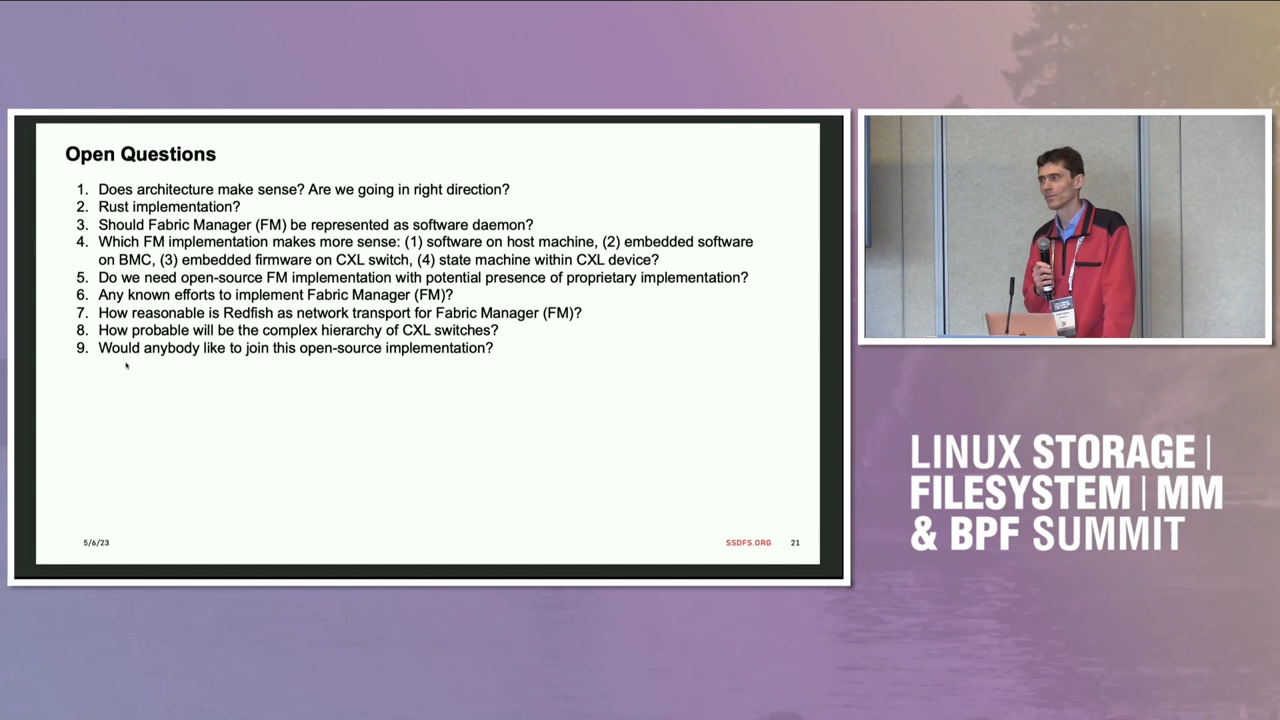 Open Questions
1. Does architecture make sense? Are we going in right direction?
2. Rust implementation?
3. Should Fabric Manager (FM) be represented as software daemon?
4. Which FM implementation makes more sense: (1) software on host machine, (2) embedded software
on BMC, (3) embedded firmware on CXL switch, (4) state machine within CXL device?
5. Do we need open-source FM implementation with potential presence of proprietary implementation?
6. Any known efforts to implement Fabric Manager (FM)?
7. How reasonable is Redfish as network transport for Fabric Manager (FM)?
8. How probable will be the complex hierarchy of CXL switches?
9. Would anybody like to join this open-source implementation?
5/6/23
SSDFS.ORG 21
LINUX STORAGE |
FILESYSTEM | MM
& BPF SUMMIT